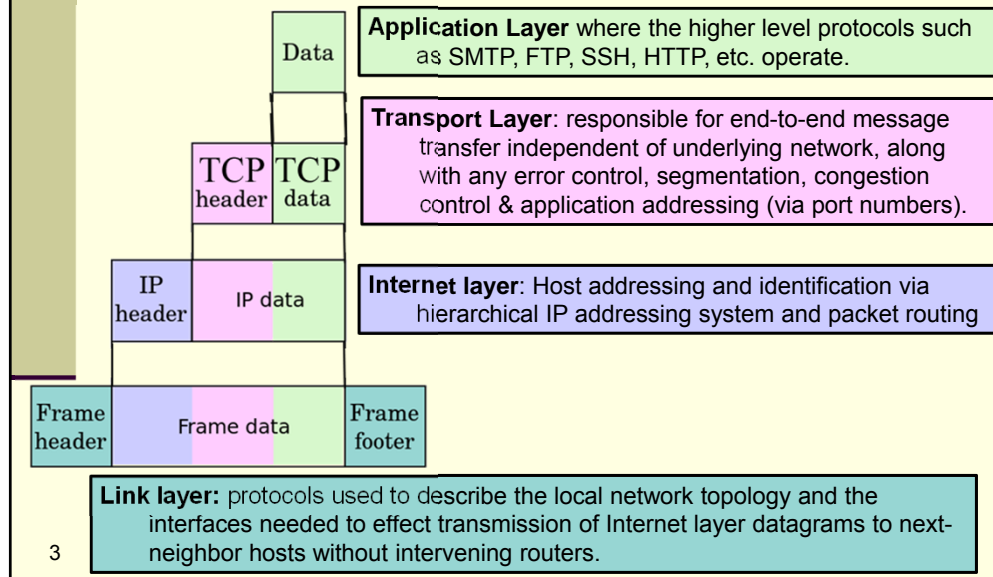 Data
Application Layer where the higher level protocols such
as SMTP, FTP, SSH, HTTP, etc. operate.
TCP
header
TCP
data
Transport Layer: responsible for end-to-end message
transfer independent of underlying network, along
with any error control, segmentation, congestion
control & application addressing (via port numbers).
IP
header
IP data
Internet layer: Host addressing and identification via
hierarchical IP addressing system and packet routing
Frame
header
Frame data
Frame
footer
Link layer: protocols used to describe the local network topology and the
interfaces needed to effect transmission of Internet layer datagrams to next-
neighbor hosts without intervening routers.
3